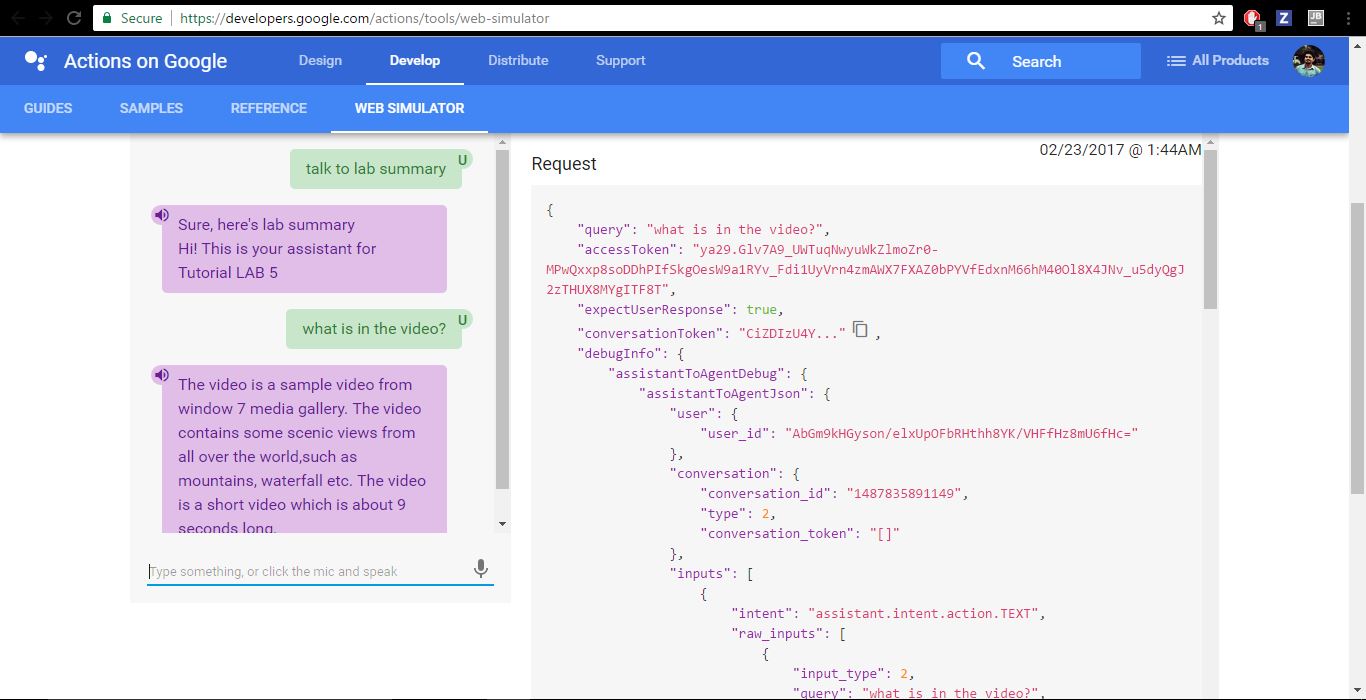 Secure
https://developers.google.com/actions/tools/web-simulator
1
Z
JB
Actions on Google
Design
Develop
Distribute
Support
Search
All Products
GUIDES
SAMPLES
REFERENCE
WEB SIMULATOR
talk to lab summary
U
Sure, here's lab summary
Hi! This is your assistant for
Tutorial LAB 5
what is in the video?
U
The video is a sample video from
window 7 media gallery. The video
contains some scenic views from
all over the world,such as
mountains, waterfall etc. The video
is a short video which is about 9
seconds long.
Type something, or click the mic and speak
02/23/2017 @ 1:44AM
Request
{
"query": "what is in the video?",
"accessToken": "ya29.Glv7A9_UWTuqNwyuWkZlmoZr0-
MPwQxxp8soDDhPIfSkgOesW9a1RYv_Fdi1UyVrn4zmAWX7FXAZ0bPYVfEdxnM66hM40Ol8X4JNv_u5dyQgJ
2zTHUX8MYgITF8T",
"expectUserResponse": true,
"conversationToken": "CiZDIzU4Y..." ,
"debugInfo": {
"assistantToAgentDebug": {
"assistantToAgentJson": {
"user": {
"user_id": "AbGm9kHGyson/elxUpOFbRHthh8YK/VHFfHz8mU6fHc="
},
"conversation": {
"conversation_id": "1487835891149",
"type": 2,
"conversation_token": "[]"
},
"inputs": [
{
"intent": "assistant.intent.action.TEXT",
"raw_inputs": [
{
"input_type": 2,
"query": "what is in the video?",